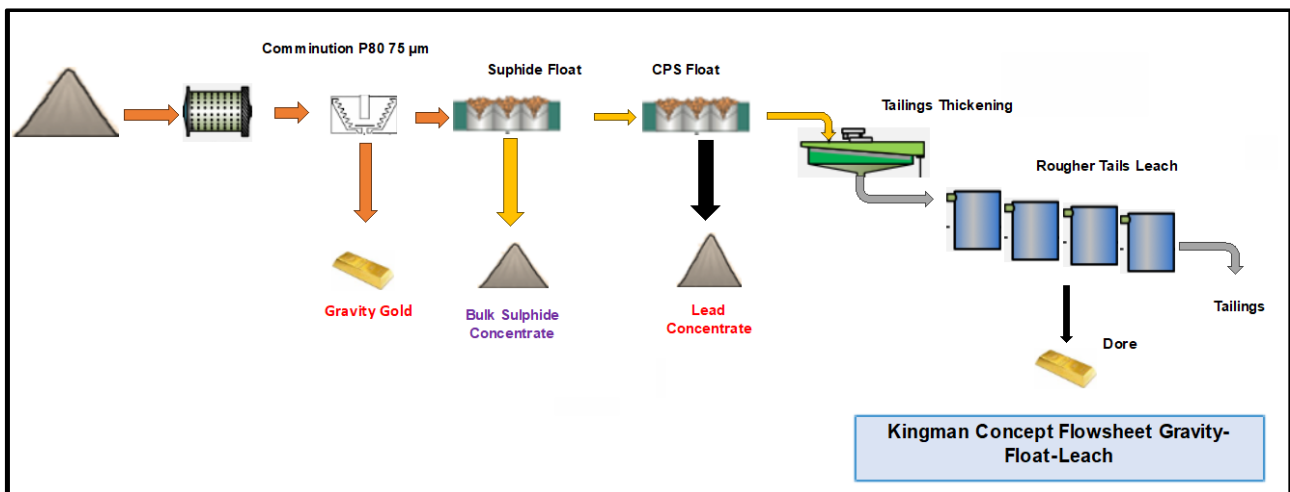 Comminution P80 75 µm
Suphide Float
CPS Float
Tailings Thickening
Rougher Tails Leach
Gravity Gold
Bulk Sulphide
Concentrate
Lead
Concentrate
Tailings
Dore
Kingman Concept Flowsheet Gravity-
Float-Leach